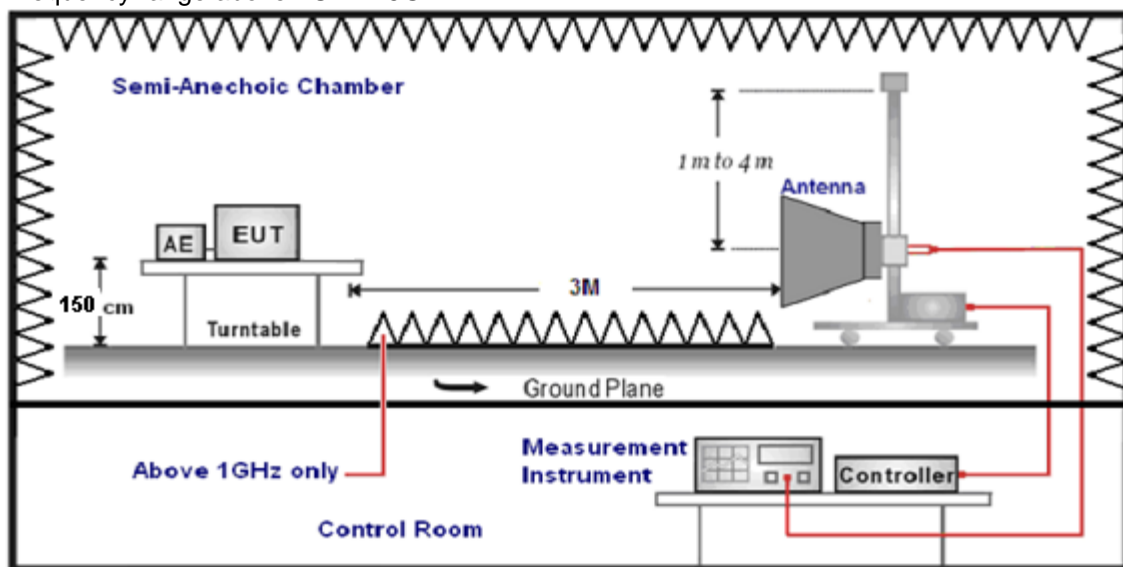 Semi-Anechoic Chamber
1 m to 4 m
Antenna
AE
EUT
150 cm
3M
Turntable
Ground Plane
Above 1GHz only
Measurement
Instrument
Controller
Control Room